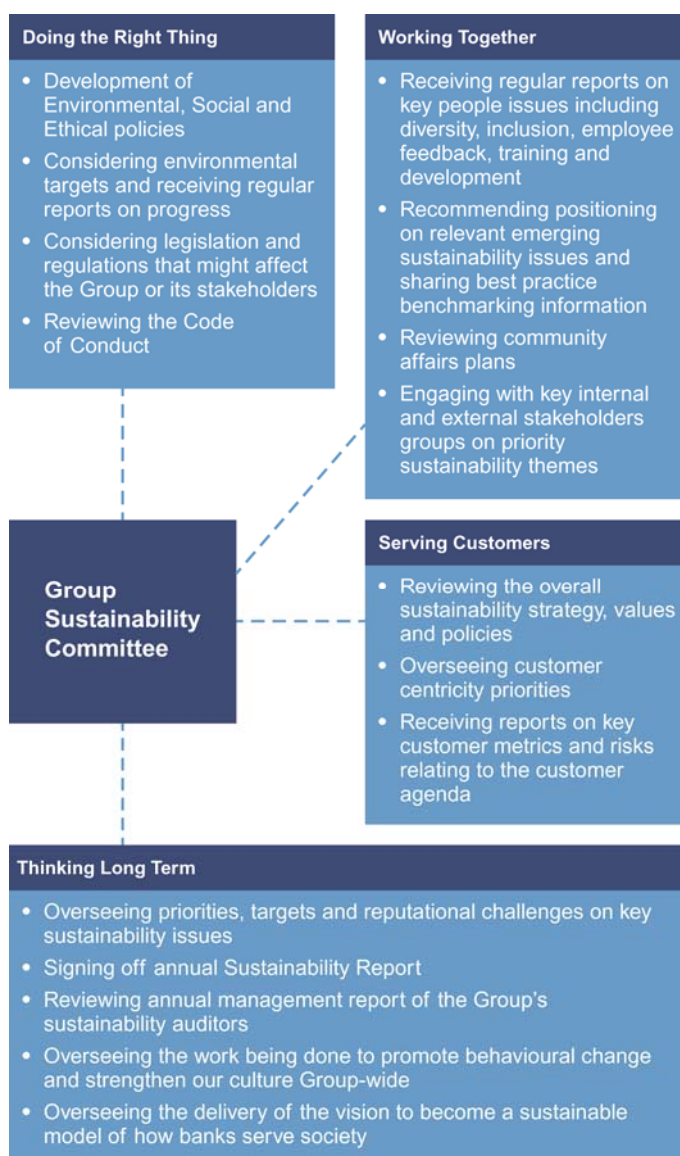 Doing the Right Thing
• Development of
Environmental, Social and
Ethical policies
• Considering environmental
targets and receiving regular
reports on progress
• Considering legislation and
regulations that might affect
the Group or its stakeholders
• Reviewing the Code
of Conduct
Working Together
• Receiving regular reports on
key people issues including
diversity, inclusion, employee
feedback, training and
development
• Recommending positioning
on relevant emerging
sustainability issues and
sharing best practice
benchmarking information
• Reviewing community
affairs plans
• Engaging with key internal
and external stakeholders
groups on priority
sustainability themes
Group
Sustainability
Committee
Serving Customers
• Reviewing the overall
sustainability strategy, values
and policies
• Overseeing customer
centricity priorities
• Receiving reports on key
customer metrics and risks
relating to the customer
agenda
Thinking Long Term
• Overseeing priorities, targets and reputational challenges on key
sustainability issues
• Signing off annual Sustainability Report
• Reviewing annual management report of the Group's
sustainability auditors
• Overseeing the work being done to promote behavioural change
and strengthen our culture Group-wide
• Overseeing the delivery of the vision to become a sustainable
model of how banks serve society